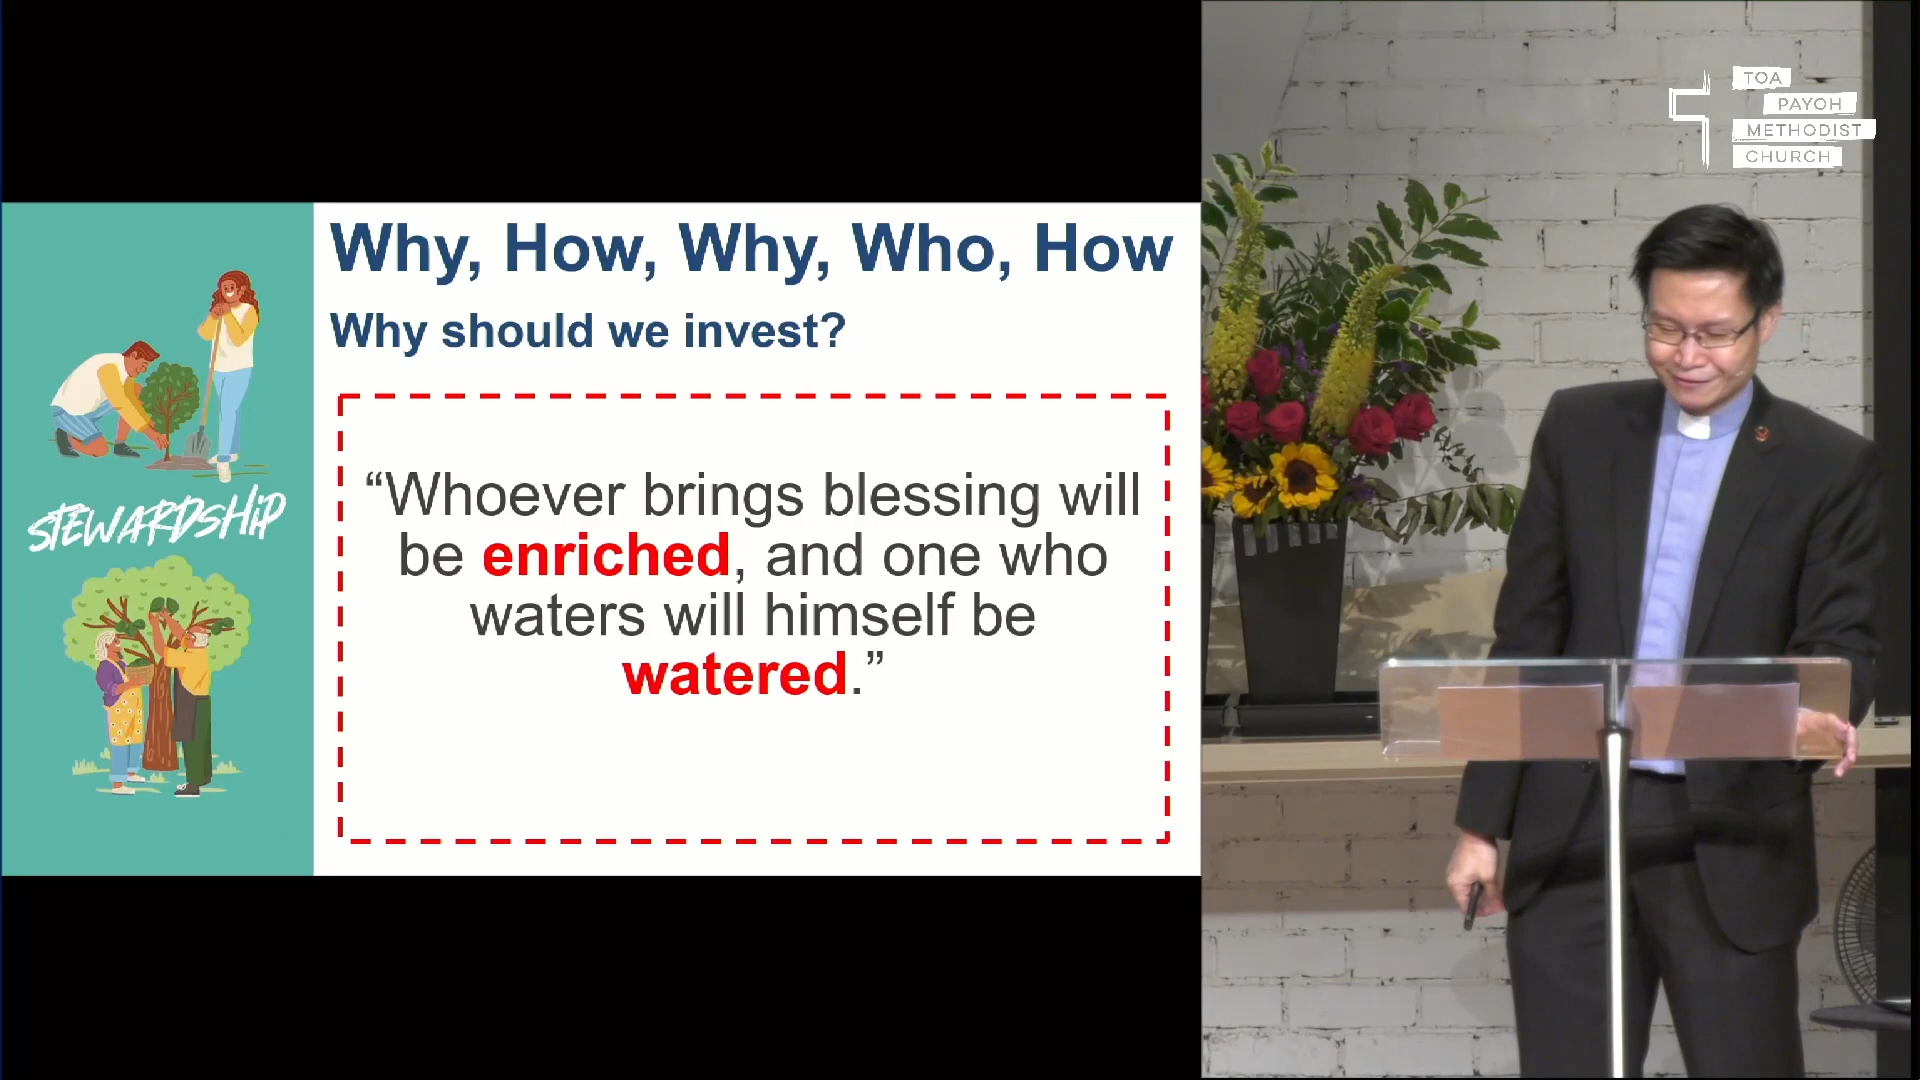 Why, How, Why, Who, How
Why should we invest?
“Whoever brings blessing will
be enriched, and one who
waters will himself be
watered.”
STEWARDSHIP
TOA
PAYOH
METHODIST
CHURCH